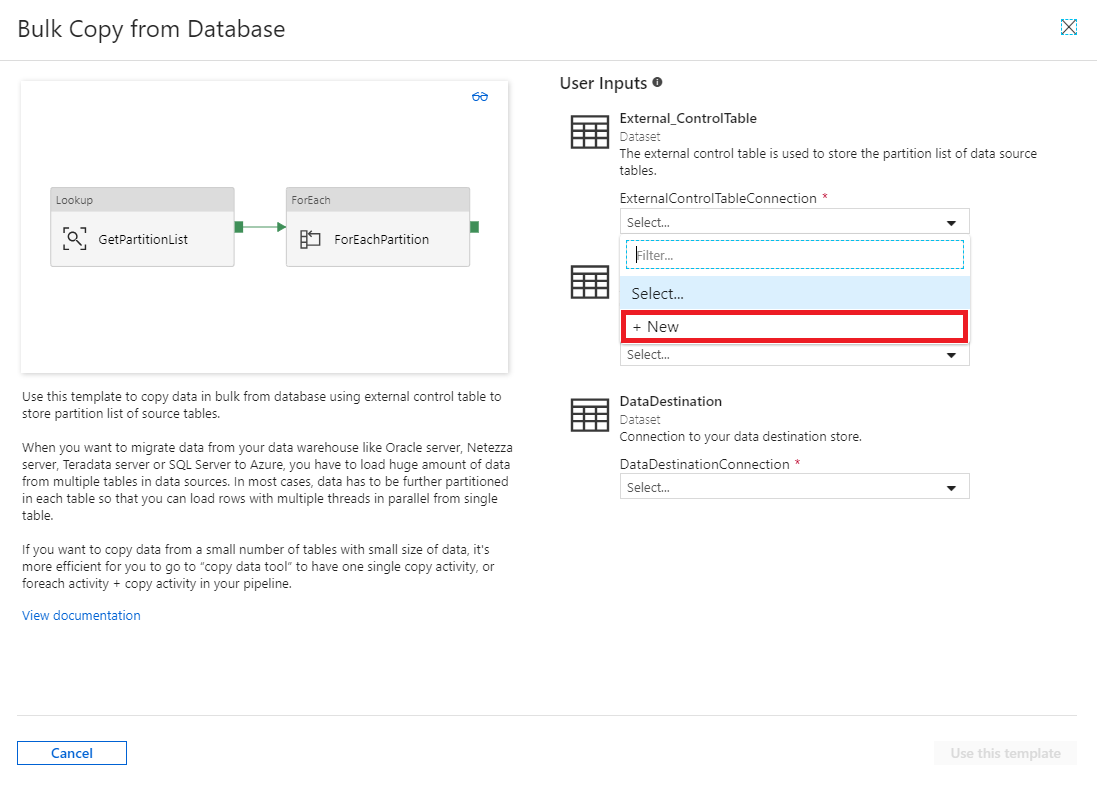 Bulk Copy from Database
Lookup
GetPartitionList
ForEach
ForEachPartition
Use this template to copy data in bulk from database using external control table to
store partition list of source tables.
When you want to migrate data from your data warehouse like Oracle server, Netezza
server, Teradata server or SQL Server to Azure, you have to load huge amount of data
from multiple tables in data sources. In most cases, data has to be further partitioned
in each table so that you can load rows with multiple threads in parallel from single
table.
If you want to copy data from a small number of tables with small size of data, it's
more efficient for you to go to “copy data tool” to have one single copy activity, or
foreach activity + copy activity in your pipeline.
View documentation
User Inputs
External_ControlTable
Dataset
The external control table is used to store the partition list of data source
tables.
ExternalControlTableConnection *
Select...
Filter...
Select...
+ New
Select...
DataDestination
Dataset
Connection to your data destination store.
DataDestinationConnection *
Select...
Cancel
Use this template